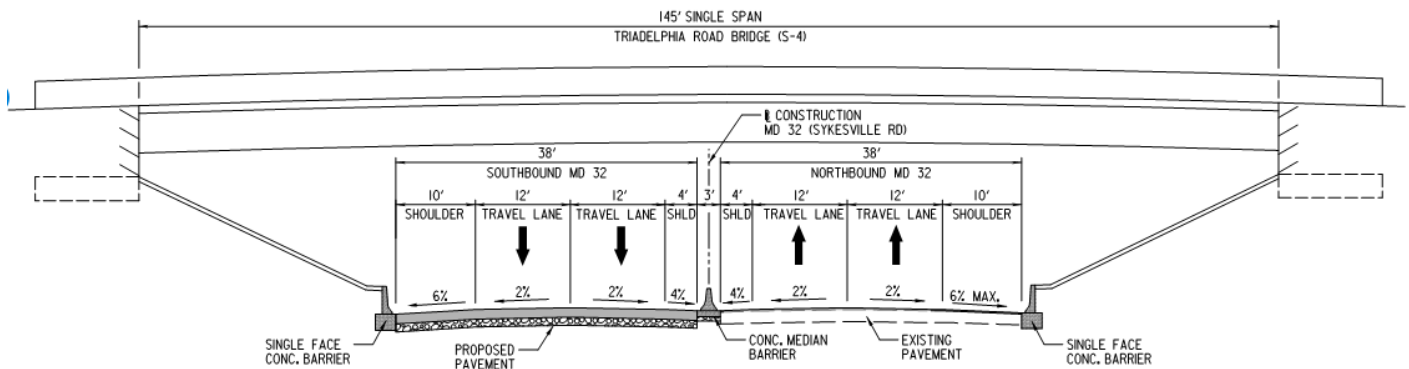 145' SINGLE SPAN
TRIADELPHIA ROAD BRIDGE (S-4)
℄ CONSTRUCTION
MD 32 (SYKESVILLE RD)
38' 38'
SOUTHBOUND MD 32 NORTHBOUND MD 32
10' 12' 12' 4' 3' 4' 12' 12' 10'
SHOULDER TRAVEL LANE TRAVEL LANE SHLD SHLD TRAVEL LANE TRAVEL LANE SHOULDER
6% 2% 2% 4% 4% 2% 2% 6% MAX.
SINGLE FACE
CONC. BARRIER
PROPOSED
PAVEMENT
CONC. MEDIAN
BARRIER
EXISTING
PAVEMENT
SINGLE FACE
CONC. BARRIER